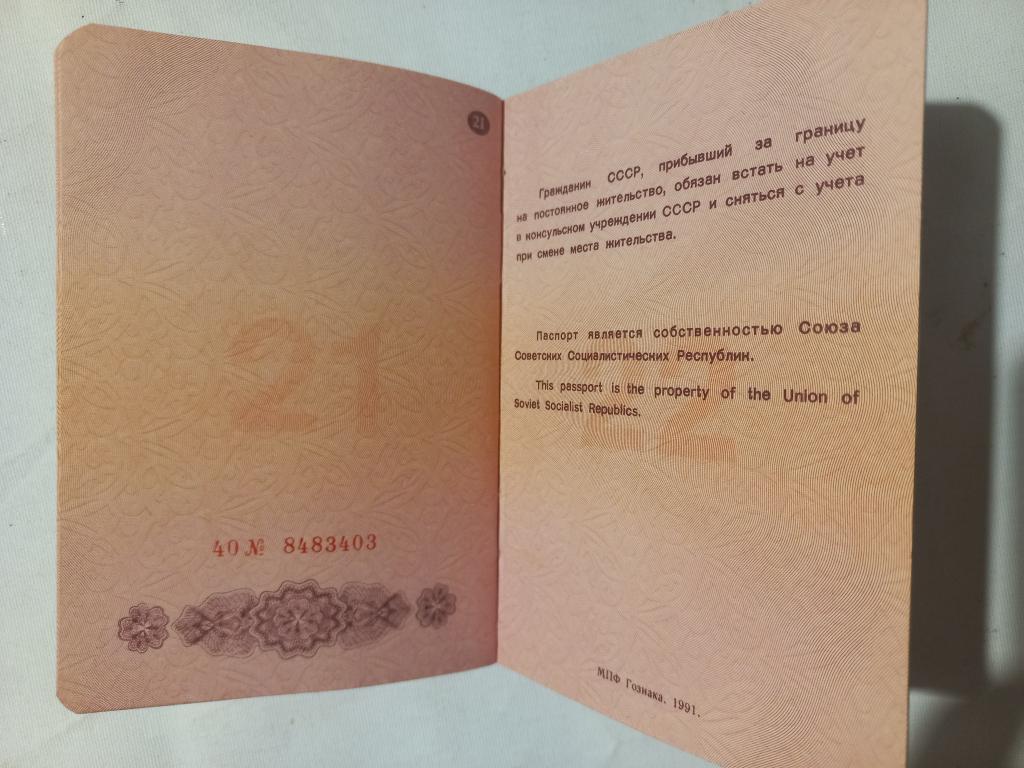 21
21
40 № 8483403
Гражданин СССР, прибывший за границу
на постоянное жительство, обязан встать на учет
в консульском учреждении СССР и сняться с учета
при смене места жительства.
Паспорт является собственностью Союза
Советских Социалистических Республик.
This passport is the property of the Union of
Soviet Socialist Republics.
22
МПФ Гознака. 1991.